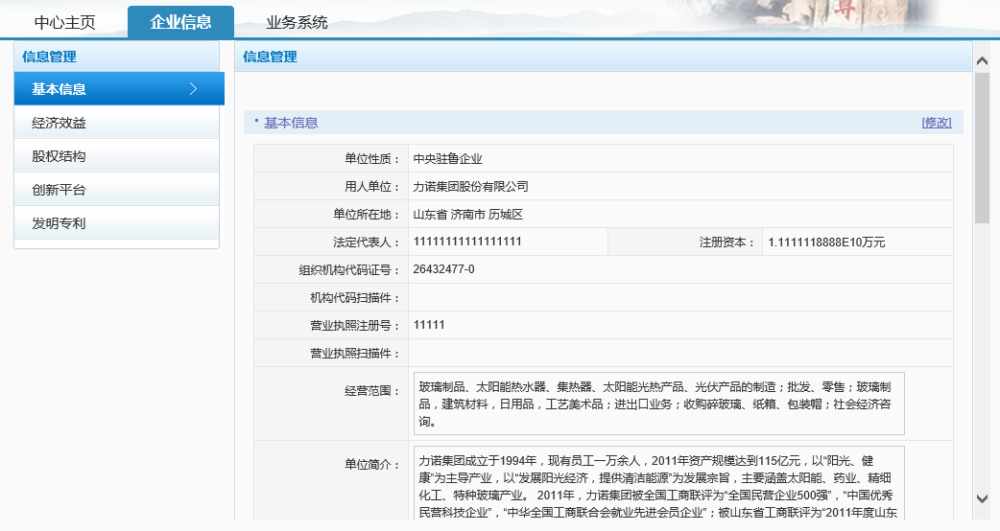 中心主页 企业信息 业务系统
信息管理
基本信息
经济效益
股权结构
创新平台
发明专利
信息管理
基本信息 [修改]
单位性质： 中央驻鲁企业
用人单位： 力诺集团股份有限公司
单位所在地： 山东省 济南市 历城区
法定代表人： 11111111111111111 注册资本： 1.1111118888E10万元
组织机构代码证号： 26432477-0
机构代码扫描件：
营业执照注册号： 11111
营业执照扫描件：
经营范围： 玻璃制品、太阳能热水器、集热器、太阳能光热产品、光伏产品的制造；批发、零售；玻璃制
品，建筑材料，日用品，工艺美术品；进出口业务；收购碎玻璃、纸箱、包装帽；社会经济咨
询。
单位简介： 力诺集团成立于1994年，现有员工一万余人，2011年资产规模达到115亿元，以“阳光、健
康”为主导产业，以“发展阳光经济，提供清洁能源”为发展宗旨，主要涵盖太阳能、药业、精细
化工、特种玻璃产业。 2011年，力诺集团被全国工商联评为“全国民营企业500强”，“中国优秀
民营科技企业”，“中华全国工商联合会就业先进会员企业”；被山东省工商联评为“2011年度山东